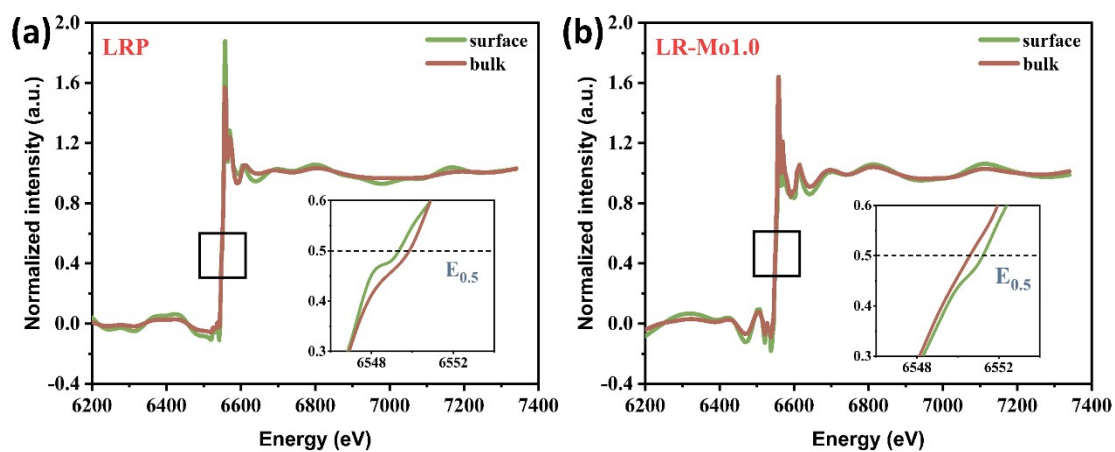 (a)
LRP
surface
bulk
Normalized intensity (a.u.)
2.0
1.6
1.2
0.8
0.4
0.0
-0.4
0.6
0.5
0.4
0.3
E0.5
6548
6552
6200
6400
6600
6800
7000
7200
7400
Energy (eV)
(b)
LR-Mo1.0
surface
bulk
Normalized intensity (a.u.)
2.0
1.6
1.2
0.8
0.4
0.0
-0.4
0.6
0.5
0.4
0.3
E0.5
6548
6552
6200
6400
6600
6800
7000
7200
7400
Energy (eV)